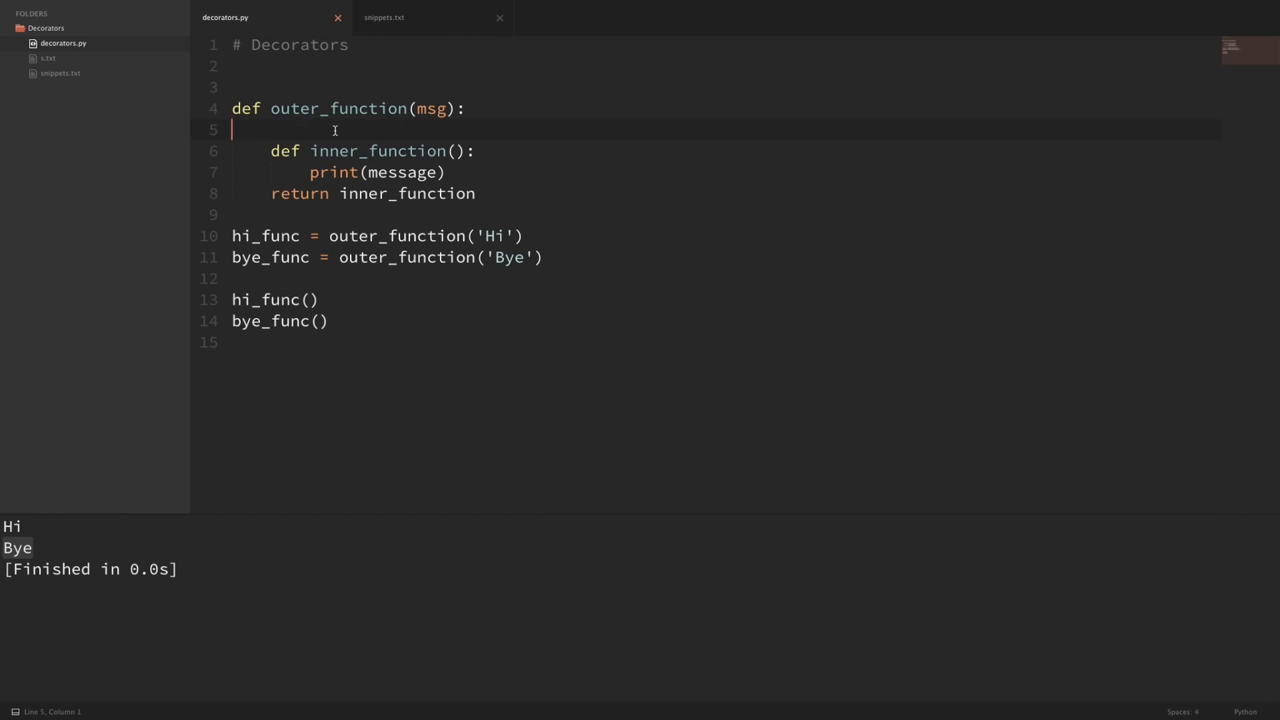 FOLDERS
Decorators
decorators.py
s.txt
snippets.txt
decorators.py
snippets.txt
1 # Decorators
2
3
4 def outer_function(msg):
5
6     def inner_function():
7         print(message)
8     return inner_function
9
10 hi_func = outer_function('Hi')
11 bye_func = outer_function('Bye')
12
13 hi_func()
14 bye_func()
15
Hi
Bye
[Finished in 0.0s]
Line 5, Column 1 Spaces: 4 Python